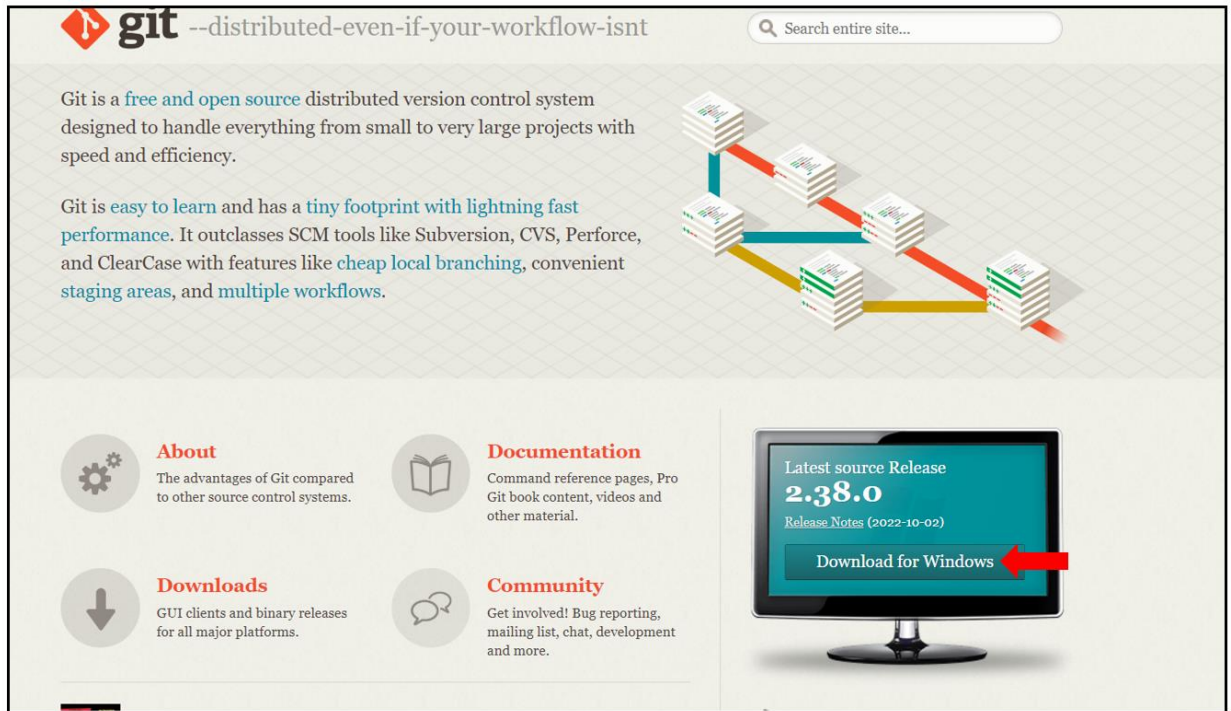 git --distributed-even-if-your-workflow-isnt
Search entire site...
Git is a free and open source distributed version control system
designed to handle everything from small to very large projects with
speed and efficiency.
Git is easy to learn and has a tiny footprint with lightning fast
performance. It outclasses SCM tools like Subversion, CVS, Perforce,
and ClearCase with features like cheap local branching, convenient
staging areas, and multiple workflows.
About
The advantages of Git compared
to other source control systems.
Documentation
Command reference pages, Pro
Git book content, videos and
other material.
Downloads
GUI clients and binary releases
for all major platforms.
Community
Get involved! Bug reporting,
mailing list, chat, development
and more.
Latest source Release
2.38.0
Release Notes (2022-10-02)
Download for Windows